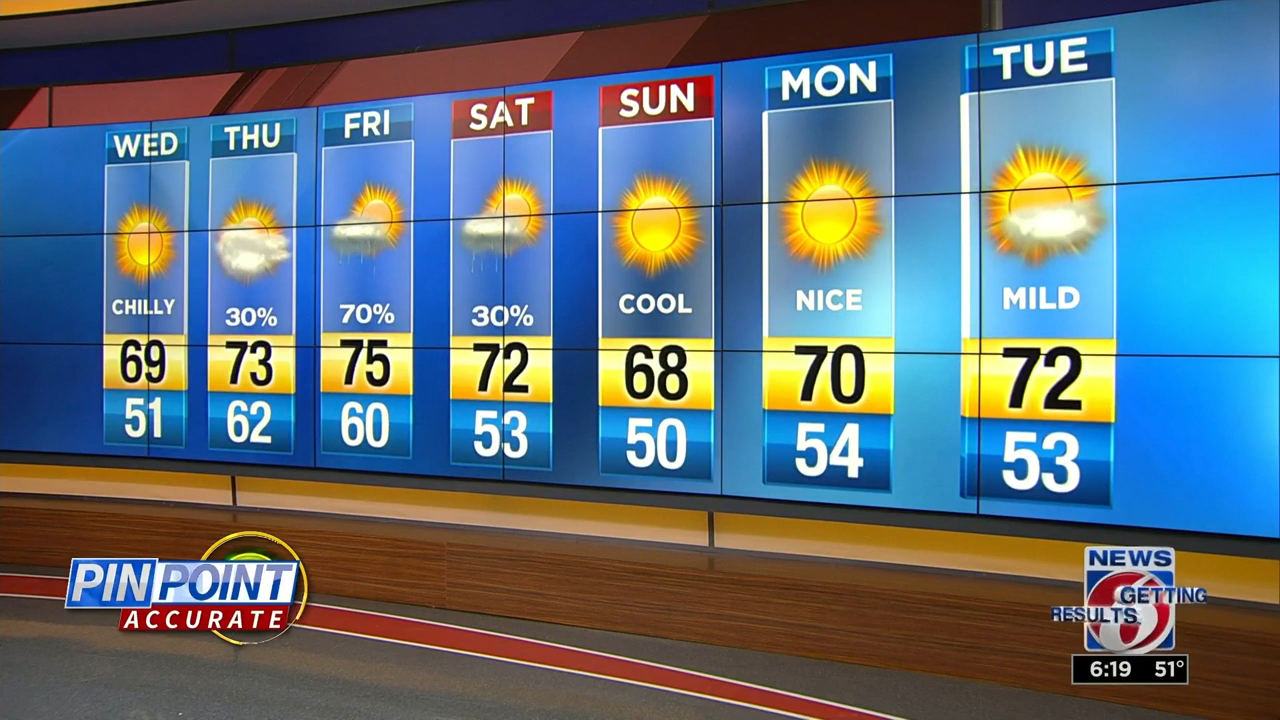 WED
CHILLY
69
51
THU
30%
73
62
FRI
70%
75
60
SAT
30%
72
53
SUN
COOL
68
50
MON
NICE
70
54
TUE
MILD
72
53
PINPOINT
ACCURATE
NEWS
6
GETTING
RESULTS
6:19 51°